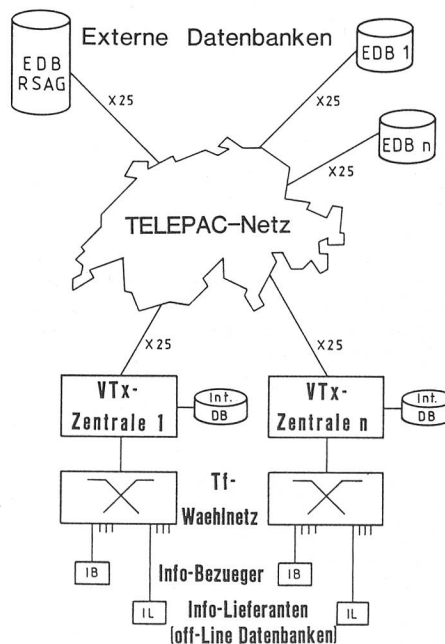 Externe Datenbanken
EDB
RSAG
EDB 1
X25
X25
EDB n
X25
TELEPAC-Netz
X25
X25
VTx-
Zentrale 1
Int.
DB
VTx-
Zentrale n
Int.
DB
Tf-
Waehlnetz
IB
Info-Bezueger
IB
IL
Info-Lieferanten
(off-Line Datenbanken)
IL